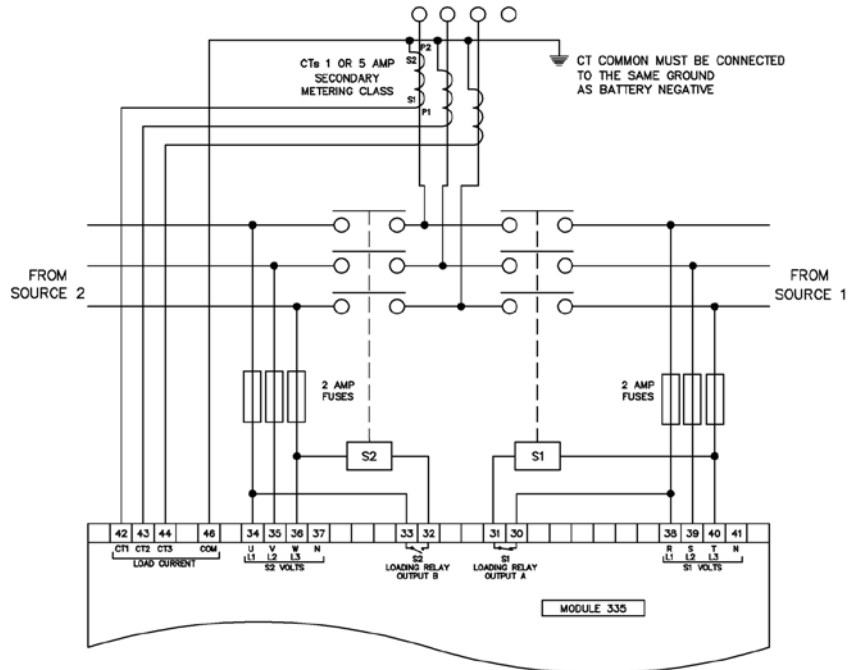 CTs 1 OR 5 AMP
SECONDARY
METERING CLASS
S2
P2
S1
P1
CT COMMON MUST BE CONNECTED
TO THE SAME GROUND
AS BATTERY NEGATIVE
FROM
SOURCE 2
FROM
SOURCE 1
2 AMP
FUSES
2 AMP
FUSES
S2
S1
42 43 44 46 34 35 36 37 33 32 31 30 38 39 40 41
CT1 CT2 CT3 COM
LOAD CURRENT
U V W N
L1 L2 L3
S2 VOLTS
S2
LOADING RELAY
OUTPUT B
S1
LOADING RELAY
OUTPUT A
R S T N
L1 L2 L3
S1 VOLTS
MODULE 335